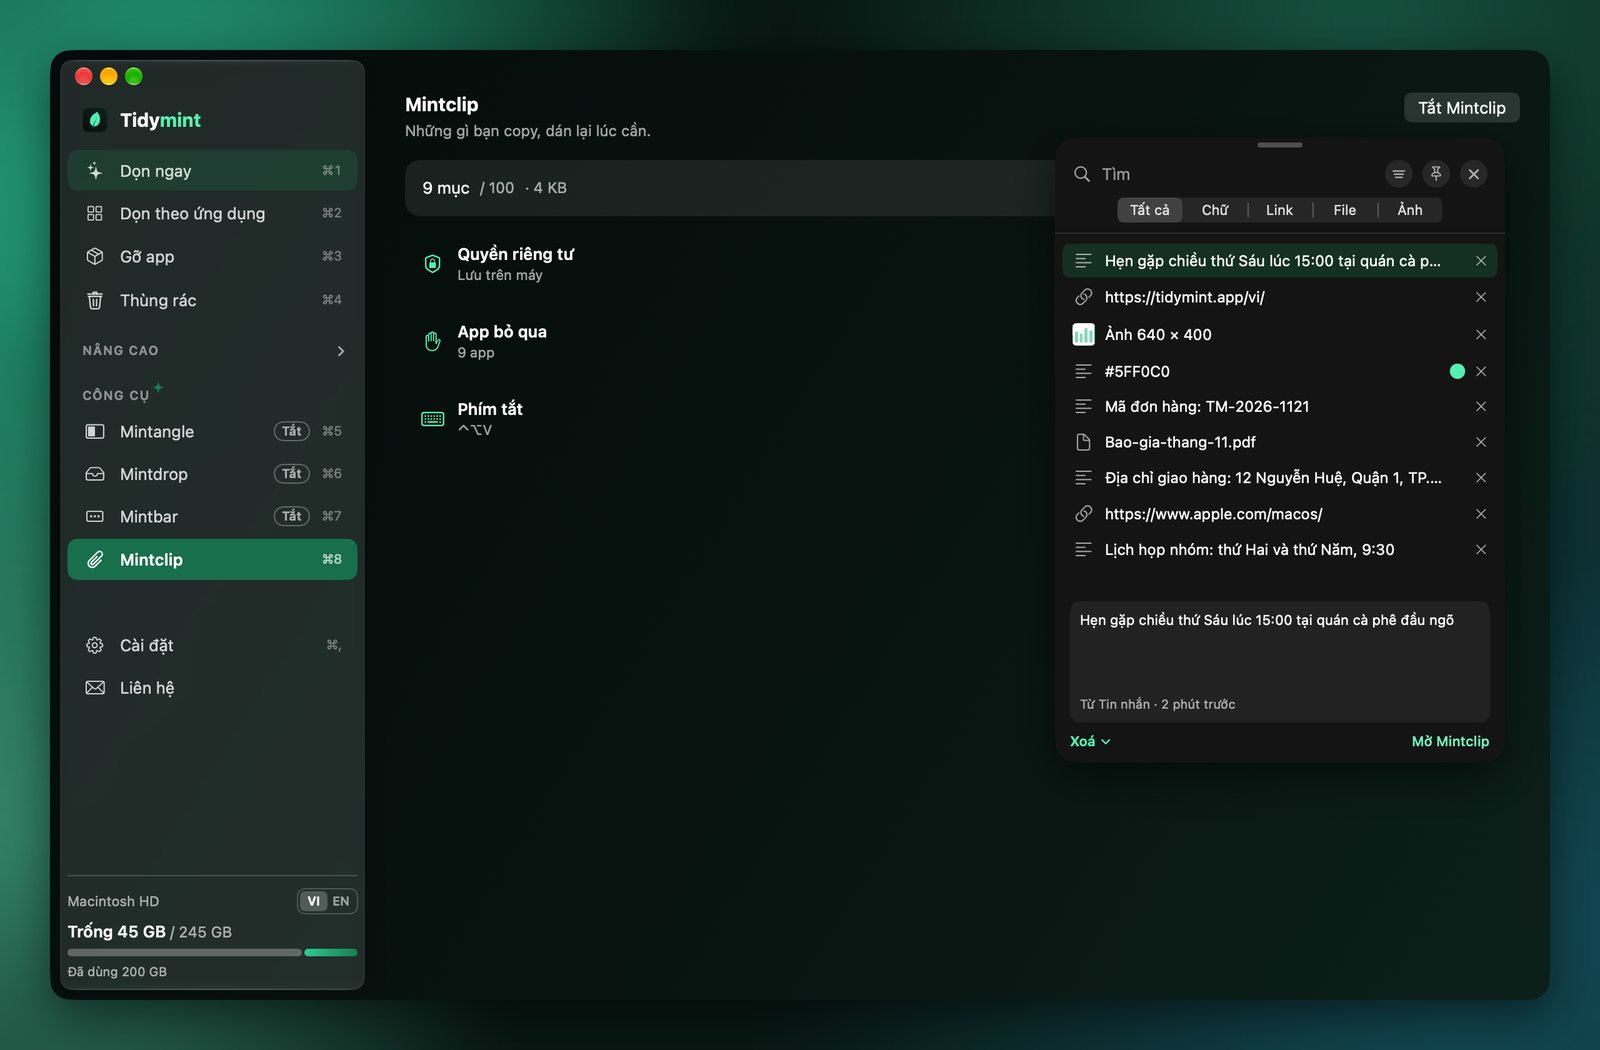 Tidymint
Dọn ngay ⌘1
Dọn theo ứng dụng ⌘2
Gỡ app ⌘3
Thùng rác ⌘4
NÂNG CAO
CÔNG CỤ
Mintangle Tắt ⌘5
Mintdrop Tắt ⌘6
Mintbar Tắt ⌘7
Mintclip ⌘8
Cài đặt ⌘,
Liên hệ
Macintosh HD VI EN
Trống 45 GB / 245 GB
Đã dùng 200 GB
Mintclip
Những gì bạn copy, dán lại lúc cần.
Tắt Mintclip
9 mục / 100 · 4 KB
Quyền riêng tư
Lưu trên máy
App bỏ qua
9 app
Phím tắt
^⌥V
Tìm
Tất cả Chữ Link File Ảnh
Hẹn gặp chiều thứ Sáu lúc 15:00 tại quán cà p...
https://tidymint.app/vi/
Ảnh 640 × 400
#5FF0C0
Mã đơn hàng: TM-2026-1121
Bao-gia-thang-11.pdf
Địa chỉ giao hàng: 12 Nguyễn Huệ, Quận 1, TP....
https://www.apple.com/macos/
Lịch họp nhóm: thứ Hai và thứ Năm, 9:30
Hẹn gặp chiều thứ Sáu lúc 15:00 tại quán cà phê đầu ngõ
Từ Tin nhắn · 2 phút trước
Xoá Mở Mintclip